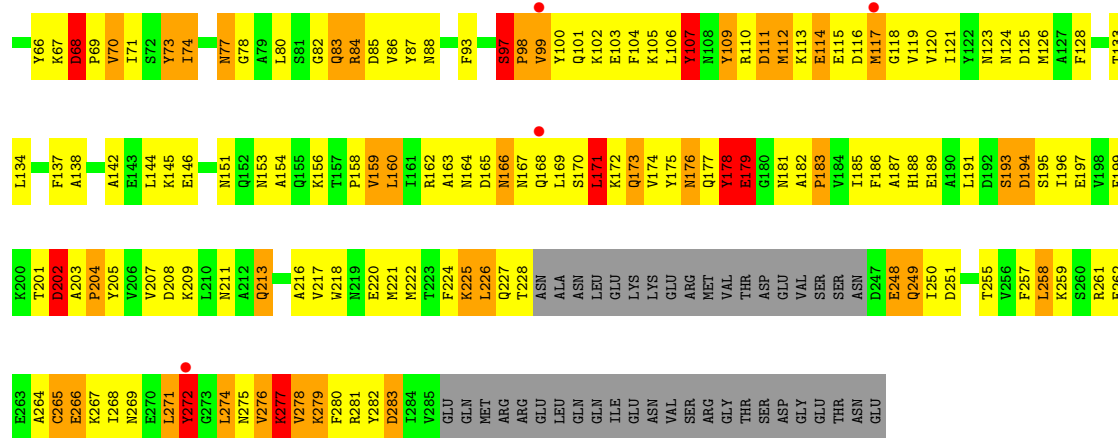 Y66 K67 D68 P69 V70 I71 S72 Y73 I74 N77 G78 A79 L80 S81 G82 Q83 R84 D85 V86 Y87 N88 F93 S97 P98 V99 Y100 Q101 K102 E103 F104 K105 L106 Y107 N108 Y109 R110 D111 M112 K113 E114 E115 D116 M117 G118 V119 V120 I121 Y122 N123 N124 D125 M126 A127 F128 T133
L134 F137 A138 A142 E143 L144 K145 E146 N151 Q152 N153 A154 Q155 K156 T157 P158 V159 L160 I161 R162 A163 N164 D165 N166 N167 Q168 L169 S170 L171 K172 Q173 V174 Y175 N176 Q177 Y178 E179 G180 N181 A182 P183 V184 I185 F186 A187 H188 E189 A190 L191 D192 S193 D194 S195 I196 E197 V198 F199
K200 T201 D202 A203 P204 Y205 V206 V207 D208 K209 L210 N211 A212 Q213 A216 V217 W218 N219 E220 M221 M222 T223 F224 K225 L226 Q227 T228 ASN ALA ASN LEU GLU LYS LYS GLU ARG MET VAL THR ASP GLU VAL SER SER ASN D247 E248 Q249 I250 D251 T255 V256 F257 L258 K259 S260 R261 E262
E263 A264 C265 E266 K267 I268 N269 E270 L271 Y272 G273 L274 N275 V276 K277 V278 K279 F280 R281 Y282 D283 I284 V285 GLU GLN MET ARG ARG GLU LEU GLN GLN ILE GLU ASN VAL SER ARG GLY THR SER ASP GLY GLU THR ASN GLU